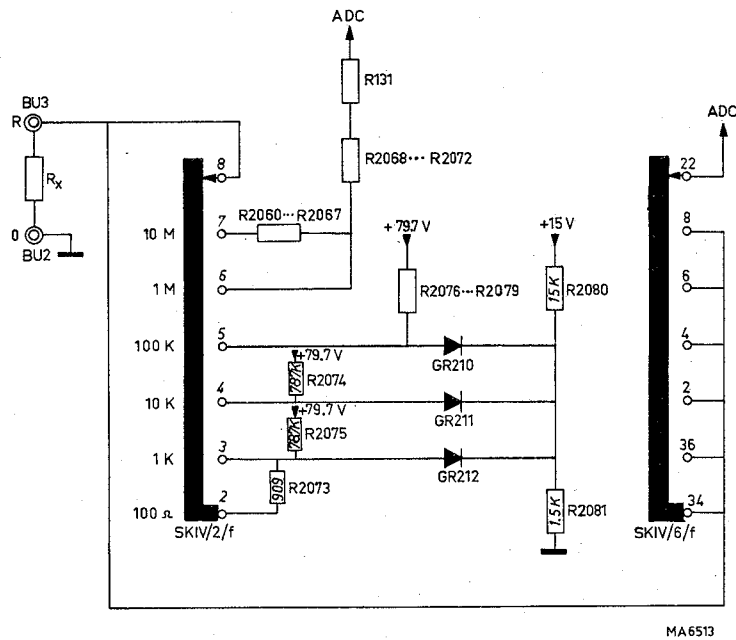 ADC
R131
BU3
R
8
R2068··· R2072
ADC
22
Rx
7
R2060···R2067
8
10 M
+ 79.7 V
+15 V
0
BU2
6
1 M
R2076···R2079
15K
R2080
6
5
100 K
+79.7 V
GR210
4
787K
R2074
4
10 K
+79.7 V
GR211
2
787K
R2075
3
1 K
GR212
36
909
R2073
2
100 Ω
1.5K
R2081
34
SKIV/2/f
SKIV/6/f
MA6513